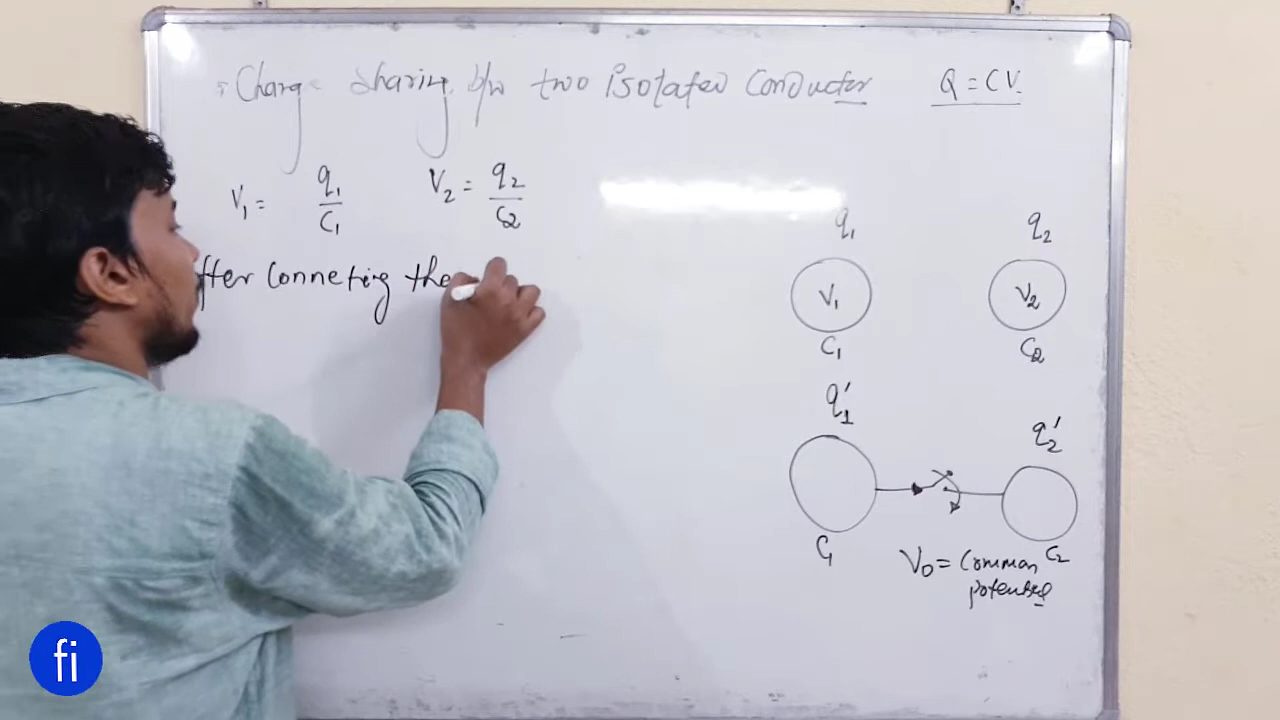 Charge sharing b/w two isolated conductor Q = CV
V₁ = q₁/C₁ V₂ = q₂/C₂
fter conneting the
q₁ q₂
V₁ V₂
C₁ C₂
q₁' q₂'
C₁ C₂
V₀ = common
potential
fi